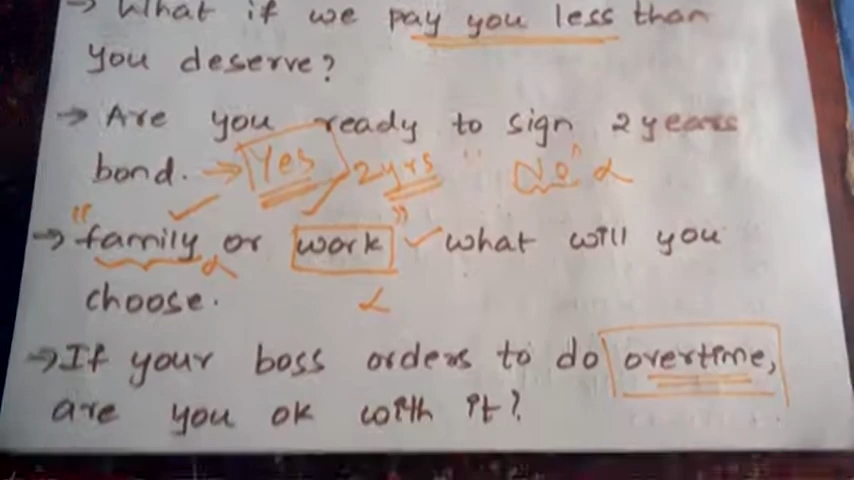 → What if we pay you less than
you deserve?
→ Are you ready to sign 2 years
bond. → Yes 2yrs "No"
→ "family or work" what will you
choose.
→ If your boss orders to do overtime,
are you ok with it?